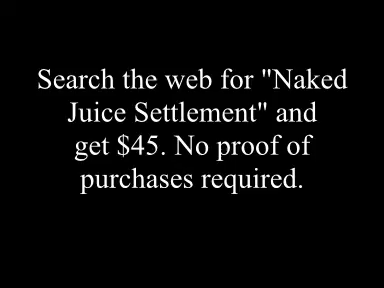 Search the web for "Naked
Juice Settlement" and
get $45. No proof of
purchases required.